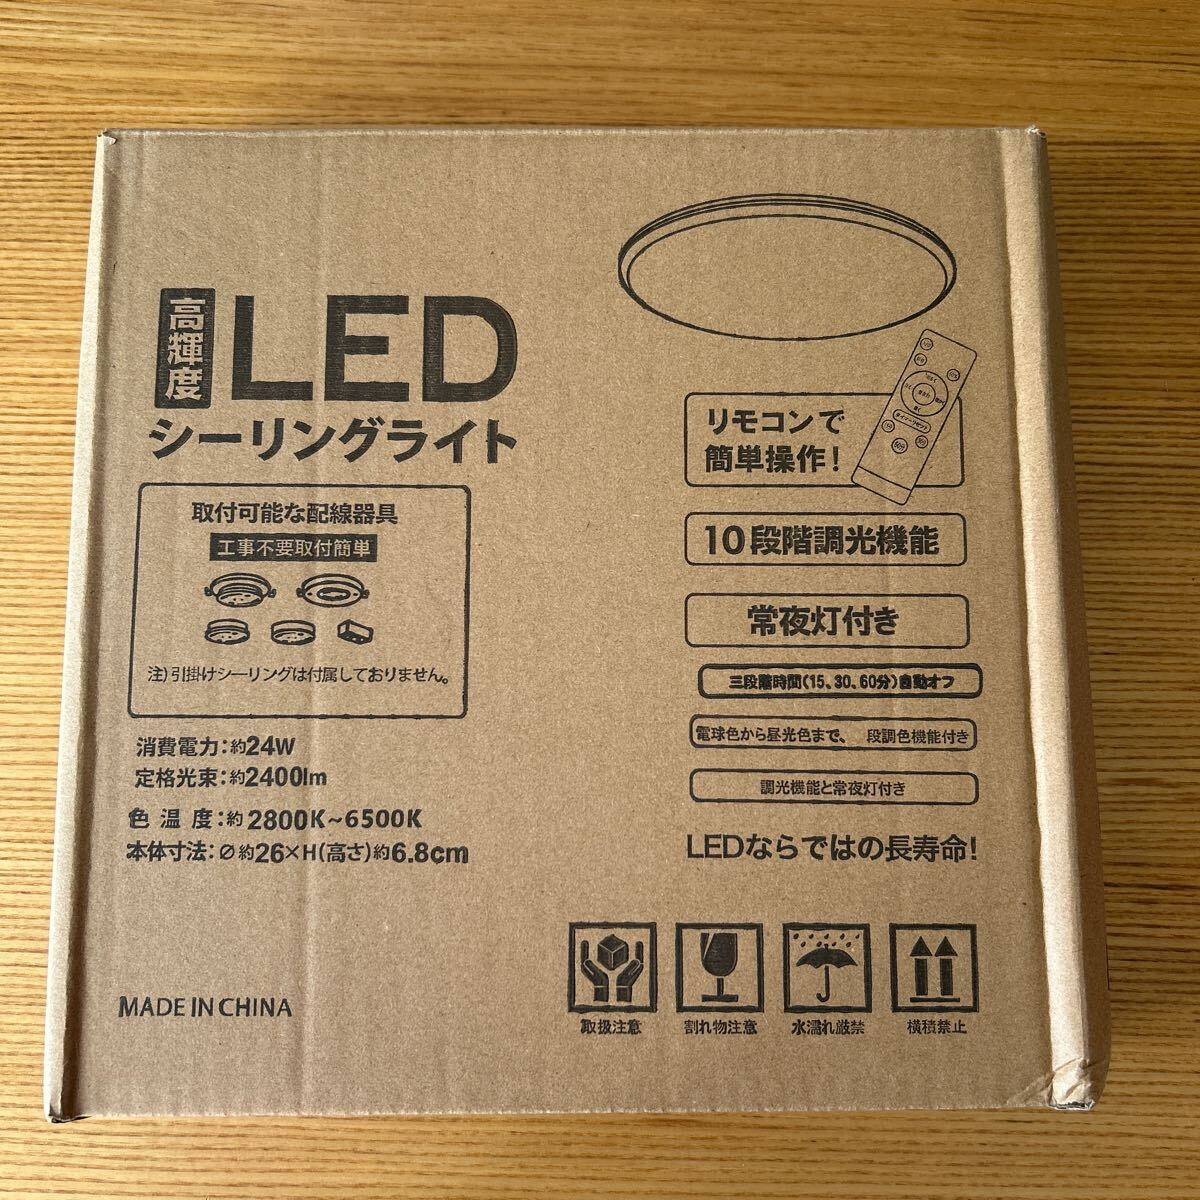 高輝度
LED
シーリングライト
取付可能な配線器具
工事不要取付簡単
注)引掛けシーリングは付属しておりません。
消費電力:約24W
定格光束:約2400lm
色温度:約2800K~6500K
本体寸法:∅約26×H(高さ)約6.8cm
MADE IN CHINA
リモコンで
簡単操作!
10段階調光機能
常夜灯付き
三段階時間(15、30、60分)自動オフ
電球色から昼光色まで、 段調色機能付き
調光機能と常夜灯付き
LEDならではの長寿命!
取扱注意
割れ物注意
水濡れ厳禁
横積禁止